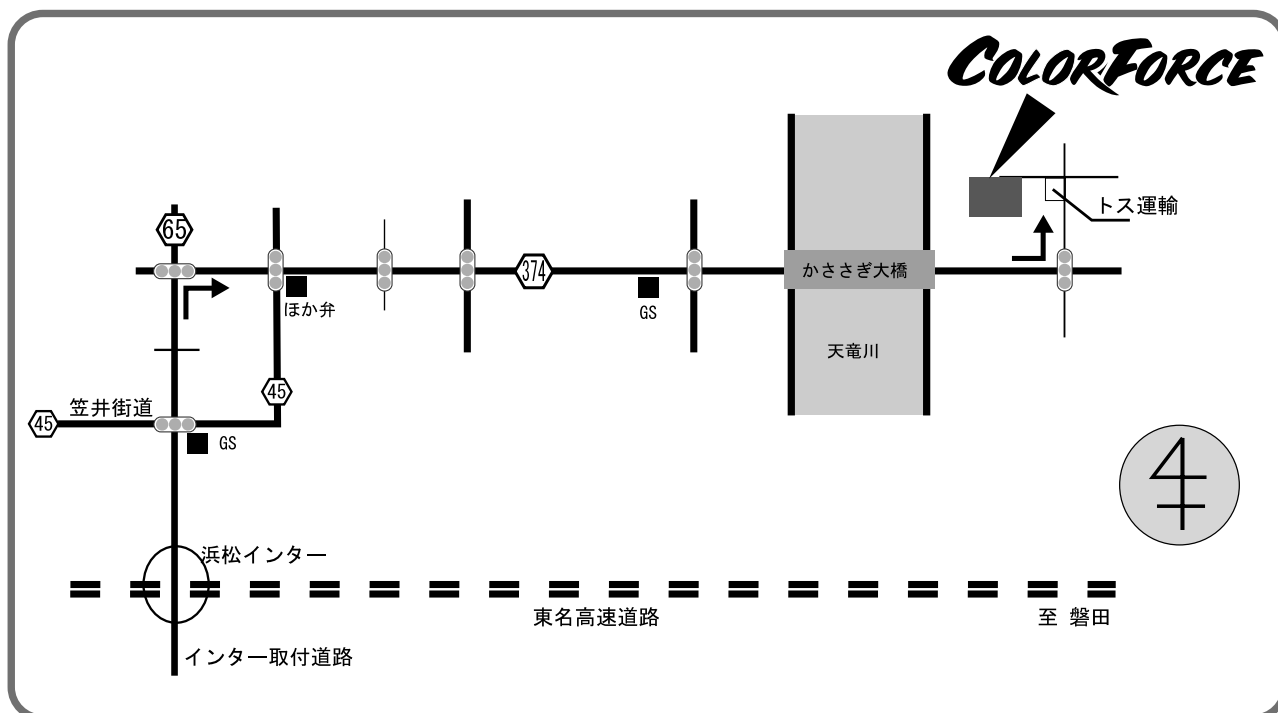 COLORFORCE
トス運輸
65
374
かささぎ大橋
ほか弁
GS
天竜川
45
笠井街道
45
GS
浜松インター
東名高速道路
至 磐田
インター取付道路